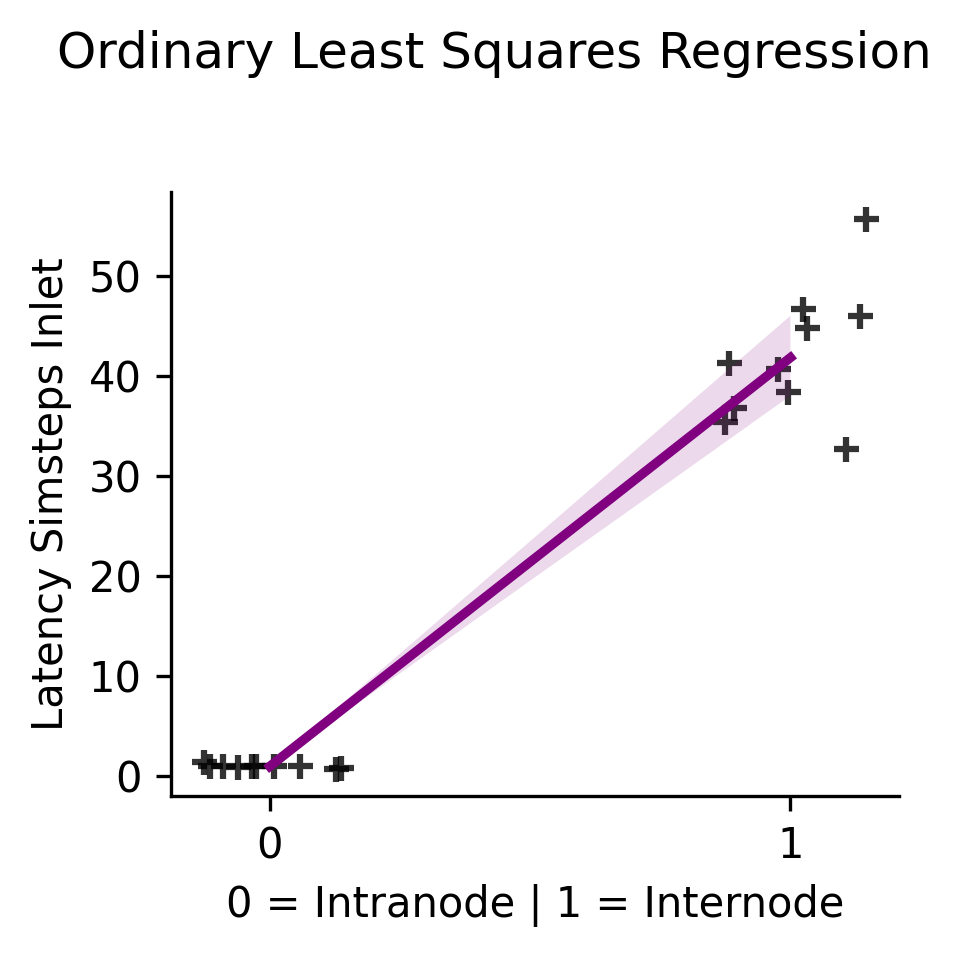 Ordinary Least Squares Regression
Latency Simsteps Inlet
50
40
30
20
10
0
0 1
0 = Intranode | 1 = Internode